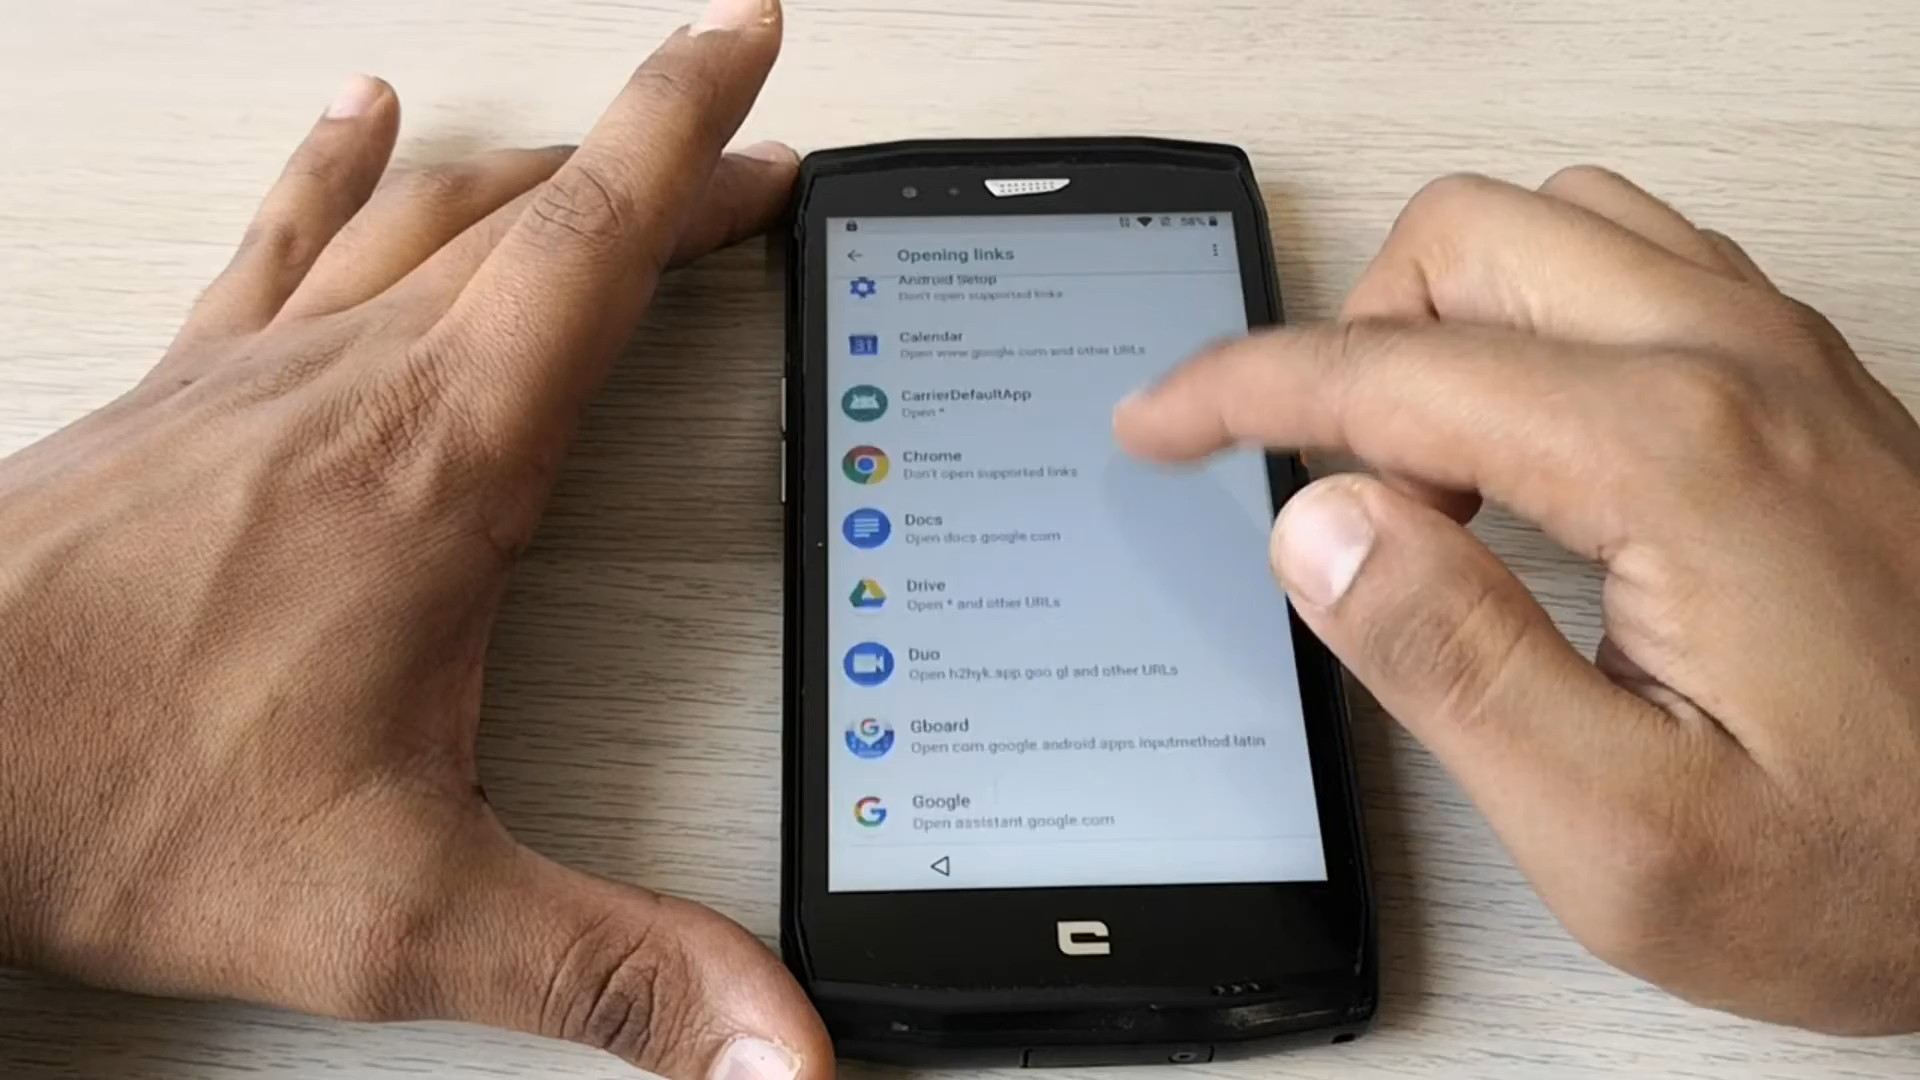 58%
Opening links
Android Setup
Don't open supported links
31
Calendar
Open www.google.com and other URLs
CarrierDefaultApp
Open *
Chrome
Don't open supported links
Docs
Open docs.google.com
Drive
Open * and other URLs
Duo
Open h2hyk.app.goo.gl and other URLs
Gboard
Open com.google.android.apps.inputmethod.latin
Google
Open assistant.google.com